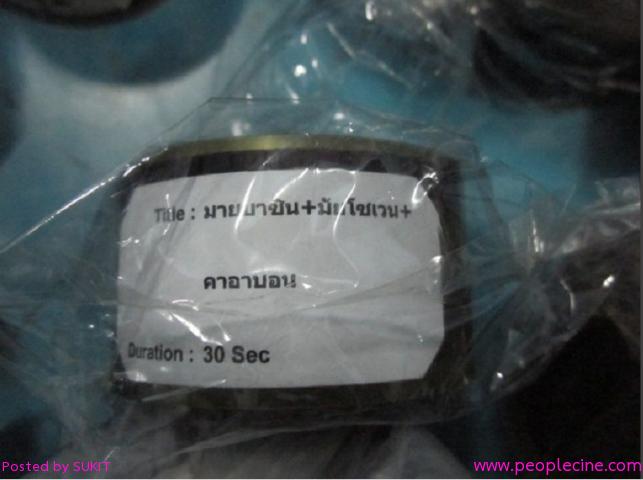 Title : มายบาซิน+มัยโซเวน+
คาอาบอน
Duration : 30 Sec
Posted by SUKIT
www.peoplecine.com